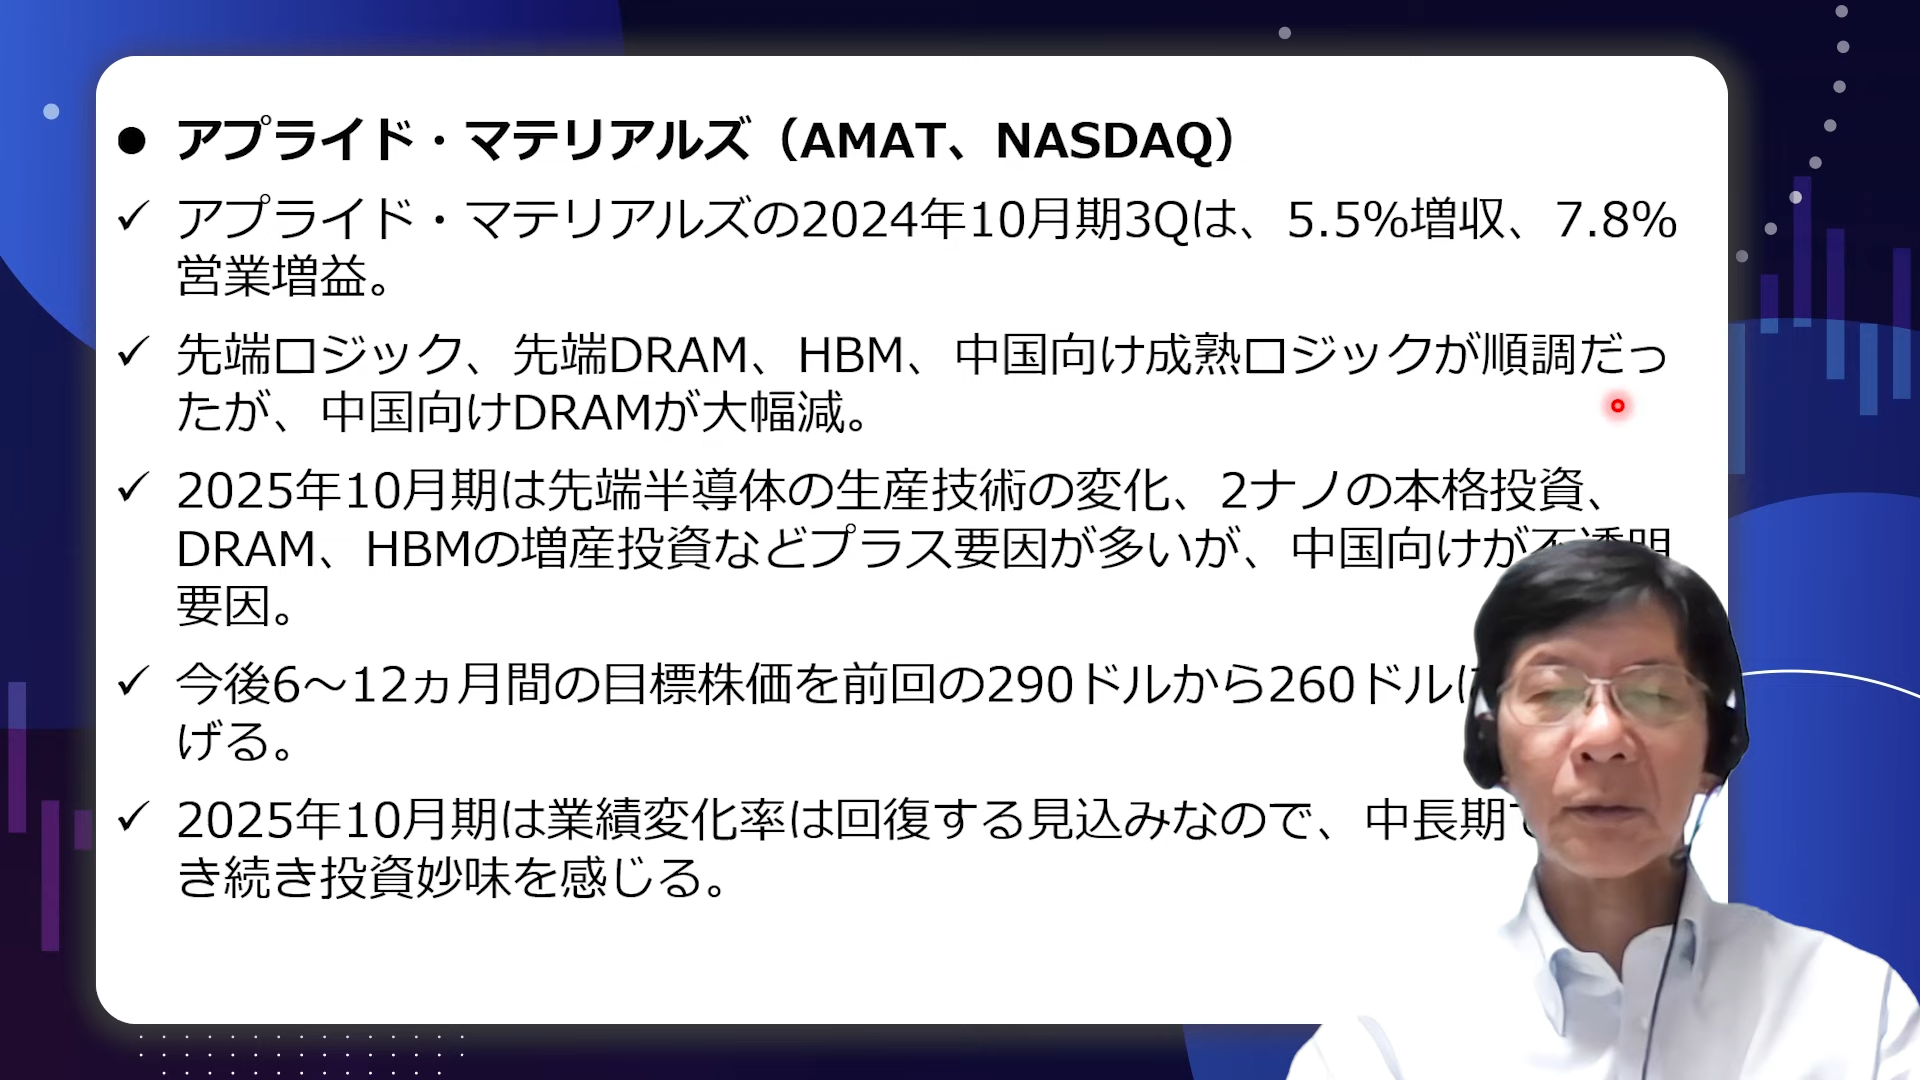 ● アプライド・マテリアルズ（AMAT、NASDAQ）
✓ アプライド・マテリアルズの2024年10月期3Qは、5.5%増収、7.8%
営業増益。
✓ 先端ロジック、先端DRAM、HBM、中国向け成熟ロジックが順調だっ
たが、中国向けDRAMが大幅減。
✓ 2025年10月期は先端半導体の生産技術の変化、2ナノの本格投資、
DRAM、HBMの増産投資などプラス要因が多いが、中国向けが不透明
要因。
✓ 今後6～12ヵ月間の目標株価を前回の290ドルから260ドルに
げる。
✓ 2025年10月期は業績変化率は回復する見込みなので、中長期で
き続き投資妙味を感じる。